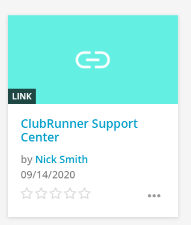 LINK
ClubRunner Support
Center
by Nick Smith
09/14/2020